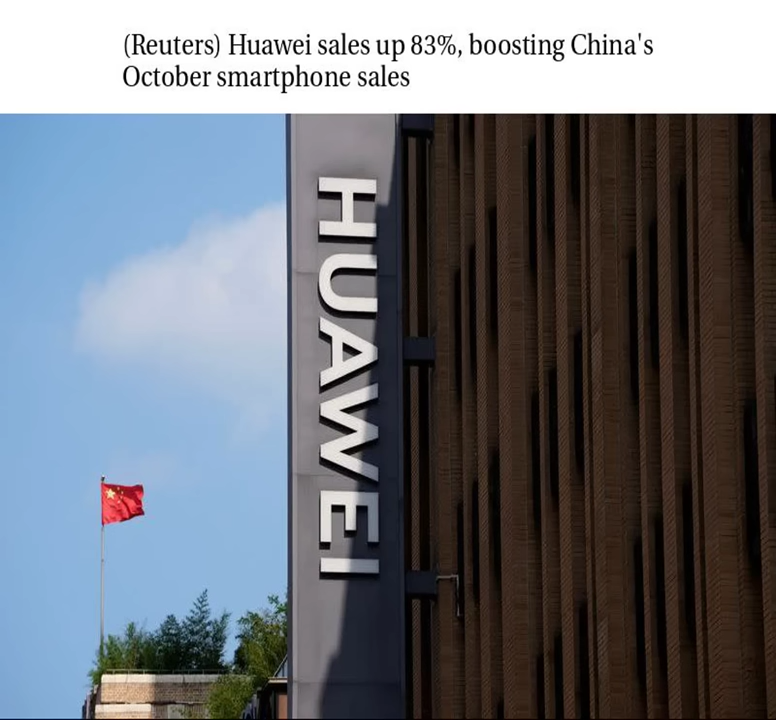 (Reuters) Huawei sales up 83%, boosting China's
October smartphone sales
HUAWEI